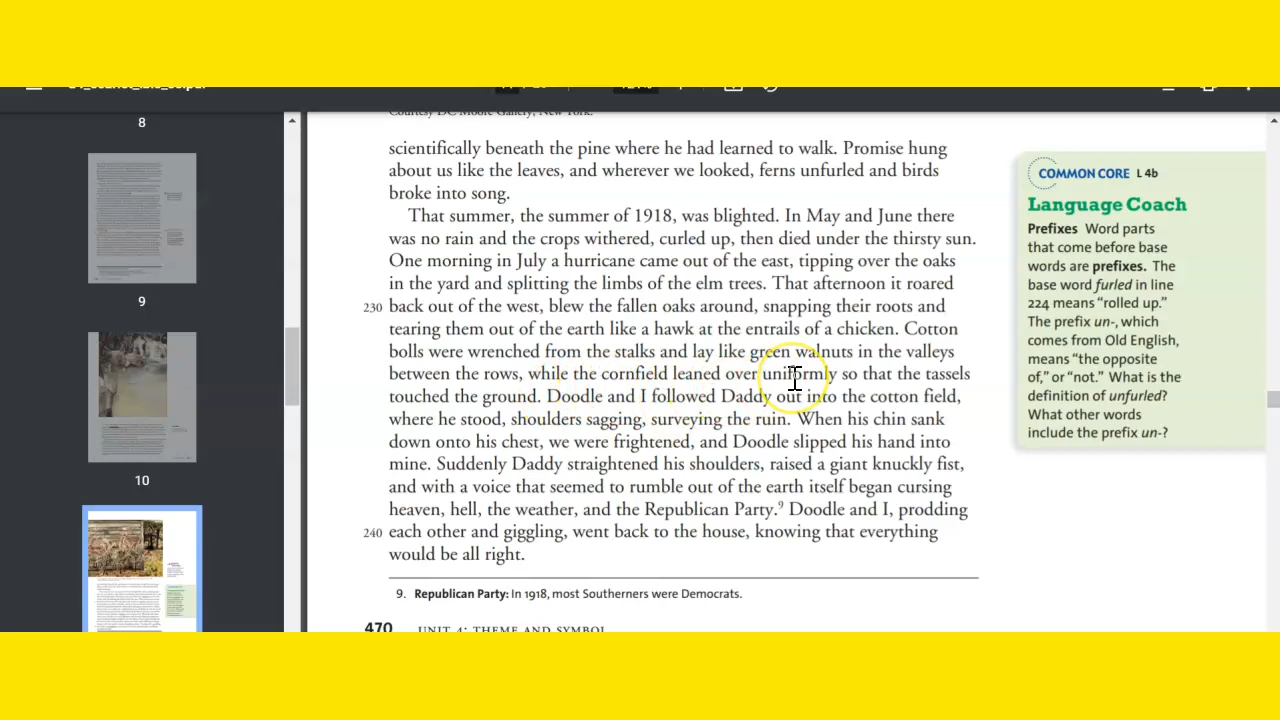 8
9
10
scientifically beneath the pine where he had learned to walk. Promise hung
about us like the leaves, and wherever we looked, ferns unfurled and birds
broke into song.
That summer, the summer of 1918, was blighted. In May and June there
was no rain and the crops withered, curled up, then died under the thirsty sun.
One morning in July a hurricane came out of the east, tipping over the oaks
in the yard and splitting the limbs of the elm trees. That afternoon it roared
230 back out of the west, blew the fallen oaks around, snapping their roots and
tearing them out of the earth like a hawk at the entrails of a chicken. Cotton
bolls were wrenched from the stalks and lay like green walnuts in the valleys
between the rows, while the cornfield leaned over uniformly so that the tassels
touched the ground. Doodle and I followed Daddy out into the cotton field,
where he stood, shoulders sagging, surveying the ruin. When his chin sank
down onto his chest, we were frightened, and Doodle slipped his hand into
mine. Suddenly Daddy straightened his shoulders, raised a giant knuckly fist,
and with a voice that seemed to rumble out of the earth itself began cursing
heaven, hell, the weather, and the Republican Party.9 Doodle and I, prodding
240 each other and giggling, went back to the house, knowing that everything
would be all right.
9. Republican Party: In 1918, most Southerners were Democrats.
470 UNIT 4: THEME AND SYMBOL
COMMON CORE L 4b
Language Coach
Prefixes Word parts
that come before base
words are prefixes. The
base word furled in line
224 means “rolled up.”
The prefix un-, which
comes from Old English,
means “the opposite
of,” or “not.” What is the
definition of unfurled?
What other words
include the prefix un-?